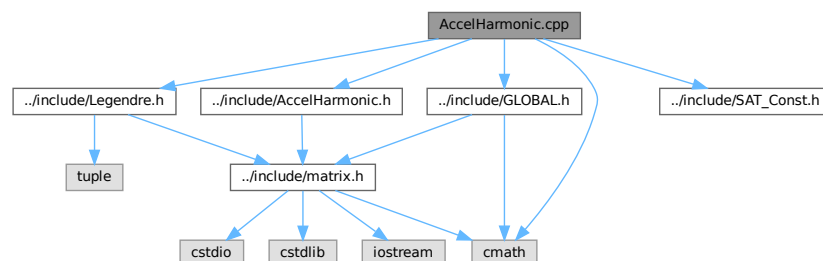 AccelHarmonic.cpp
../include/Legendre.h
../include/AccelHarmonic.h
../include/GLOBAL.h
../include/SAT_Const.h
tuple
../include/matrix.h
cstdio
cstdlib
iostream
cmath